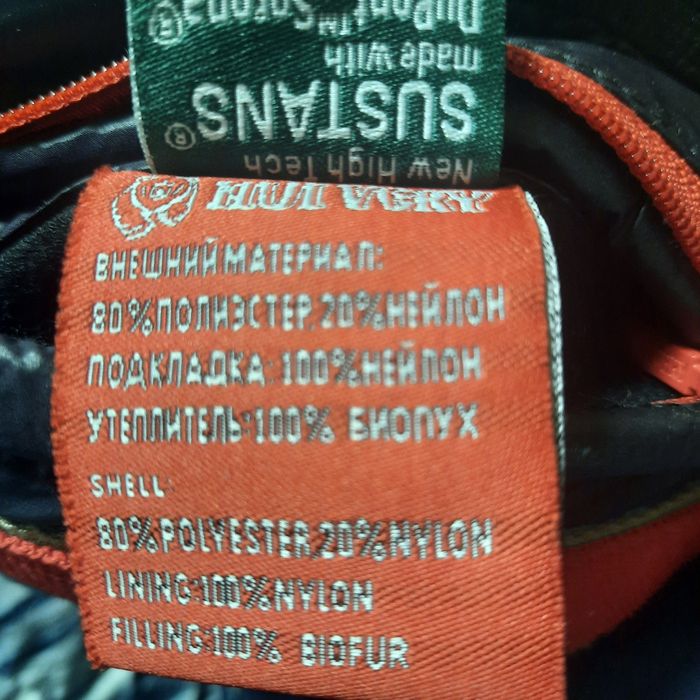 New High Tech
SUSTANS®
made with
DuPont™ Sorona®
ВНЕШНИЙ МАТЕРИАЛ:
80%ПОЛИЭСТЕР,20%НЕЙЛОН
ПОДКЛАДКА:100%НЕЙЛОН
УТЕПЛИТЕЛЬ:100% БИОПУХ
SHELL:
80%POLYESTER,20%NYLON
LINING:100%NYLON
FILLING:100% BIOFUR